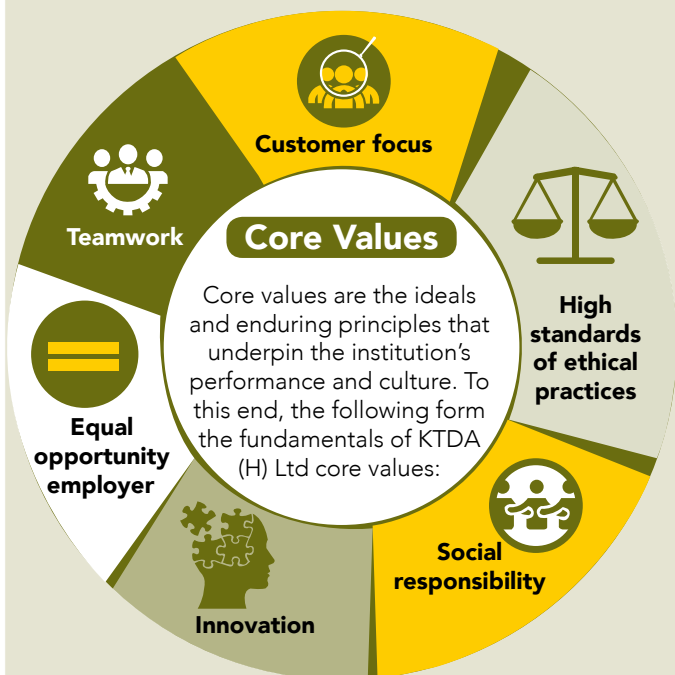 Customer focus
Teamwork
Core Values
Core values are the ideals
and enduring principles that
underpin the institution's
performance and culture. To
this end, the following form
the fundamentals of KTDA
(H) Ltd core values:
High
standards
of ethical
practices
Equal
opportunity
employer
Social
responsibility
Innovation